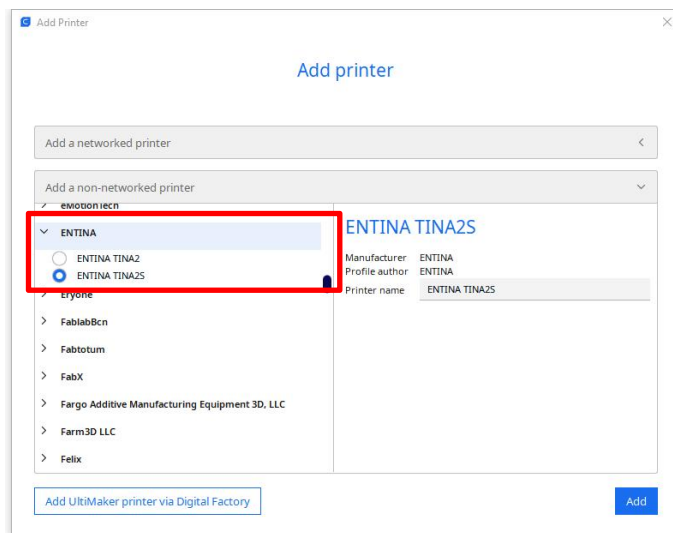 Add Printer
Add printer
Add a networked printer
Add a non-networked printer
eMotionTech
ENTINA
ENTINA TINA2
ENTINA TINA2S
Eryone
FablabBcn
Fabtotum
FabX
Fargo Additive Manufacturing Equipment 3D, LLC
Farm3D LLC
Felix
ENTINA TINA2S
Manufacturer ENTINA
Profile author ENTINA
Printer name ENTINA TINA2S
Add UltiMaker printer via Digital Factory
Add